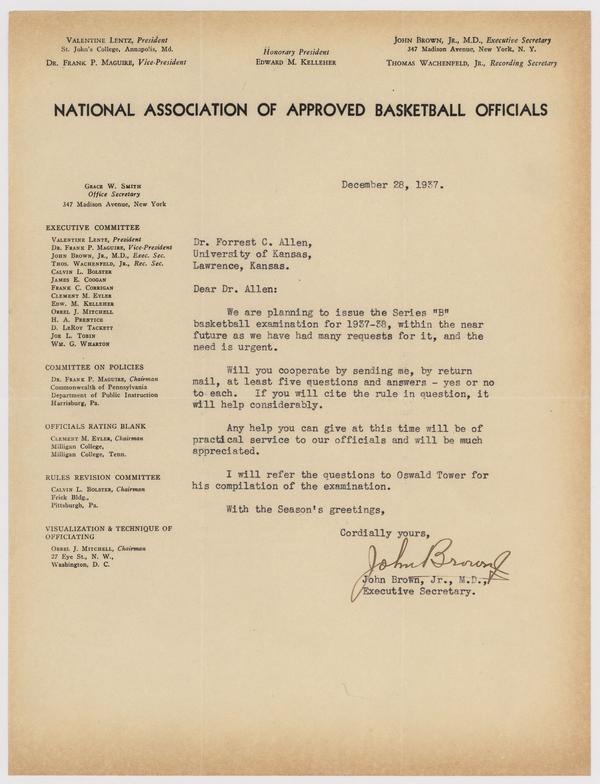 Valentine Lentz, President
St. John's College, Annapolis, Md.
Dr. Frank P. Maguire, Vice-President
Honorary President
Edward M. Kelleher
John Brown, Jr., M.D., Executive Secretary
347 Madison Avenue, New York, N. Y.
Thomas Wachenfeld, Jr., Recording Secretary
NATIONAL ASSOCIATION OF APPROVED BASKETBALL OFFICIALS
Grace W. Smith
Office Secretary
347 Madison Avenue, New York
EXECUTIVE COMMITTEE
Valentine Lentz, President
Dr. Frank P. Maguire, Vice-President
John Brown, Jr., M.D., Exec. Sec.
Thos. Wachenfeld, Jr., Rec. Sec.
Calvin L. Bolster
James E. Coogan
Frank C. Corrigan
Clement M. Eyler
Edw. M. Kelleher
Orrel J. Mitchell
H. A. Prentice
D. LeRoy Tackett
Joe L. Tobin
Wm. G. Wharton
COMMITTEE ON POLICIES
Dr. Frank P. Maguire, Chairman
Commonwealth of Pennsylvania
Department of Public Instruction
Harrisburg, Pa.
OFFICIALS RATING BLANK
Clement M. Eyler, Chairman
Milligan College,
Milligan College, Tenn.
RULES REVISION COMMITTEE
Calvin L. Bolster, Chairman
Frick Bldg.,
Pittsburgh, Pa.
VISUALIZATION & TECHNIQUE OF
OFFICIATING
Orrel J. Mitchell, Chairman
27 Eye St., N. W.,
Washington, D. C.
December 28, 1937.
Dr. Forrest C. Allen,
University of Kansas,
Lawrence, Kansas.
Dear Dr. Allen:
We are planning to issue the Series "B"
basketball examination for 1937-38, within the near
future as we have had many requests for it, and the
need is urgent.
Will you cooperate by sending me, by return
mail, at least five questions and answers - yes or no
to each. If you will cite the rule in question, it
will help considerably.
Any help you can give at this time will be of
practical service to our officials and will be much
appreciated.
I will refer the questions to Oswald Tower for
his compilation of the examination.
With the Season's greetings,
Cordially yours,
John Brown Jr
John Brown, Jr., M.D.,
Executive Secretary.